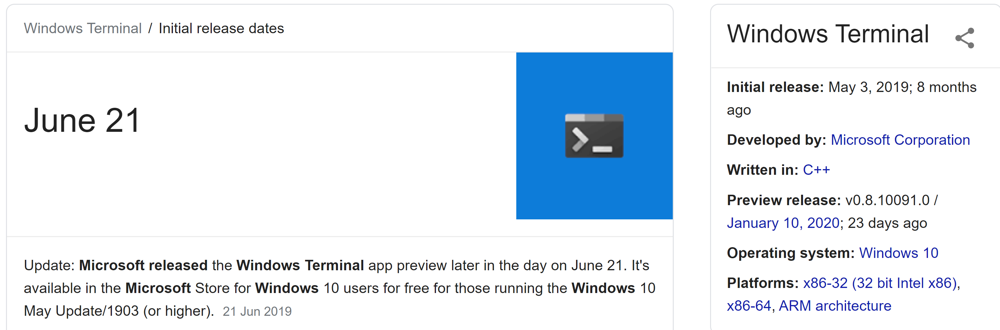 Windows Terminal / Initial release dates
June 21
Update: Microsoft released the Windows Terminal app preview later in the day on June 21. It's
available in the Microsoft Store for Windows 10 users for free for those running the Windows 10
May Update/1903 (or higher). 21 Jun 2019
Windows Terminal
Initial release: May 3, 2019; 8 months
ago
Developed by: Microsoft Corporation
Written in: C++
Preview release: v0.8.10091.0 /
January 10, 2020; 23 days ago
Operating system: Windows 10
Platforms: x86-32 (32 bit Intel x86),
x86-64, ARM architecture